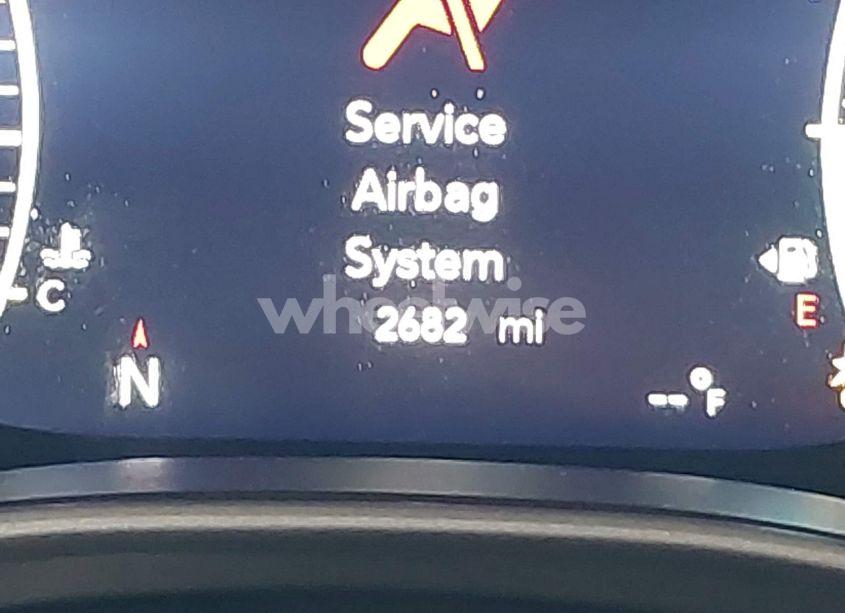 Service
Airbag
System
wheelwise
2682 mi
C
E
N
--°F